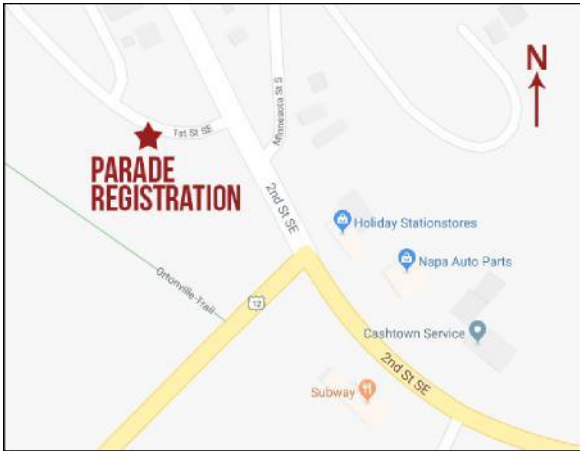 N
1st St SE
Minnesota St S
PARADE
REGISTRATION
2nd St SE
Holiday Stationstores
Napa Auto Parts
Ortonville-Trail
12
Cashtown Service
2nd St SE
Subway